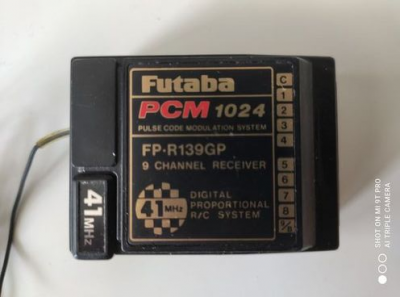 Futaba
PCM 1024
PULSE CODE MODULATION SYSTEM
FP-R139GP
9 CHANNEL RECEIVER
41 MHz
DIGITAL
PROPORTIONAL
R/C SYSTEM
41 MHz
C
1
2
3
4
5
6
7
8
SHOT ON MI 9T PRO
AI TRIPLE CAMERA